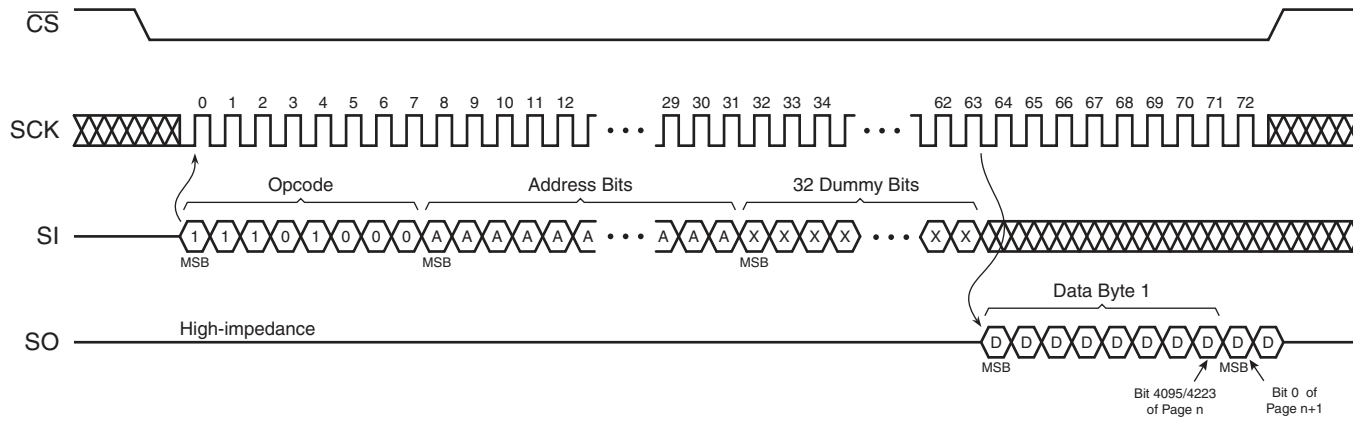 CS
0 1 2 3 4 5 6 7 8 9 10 11 12 29 30 31 32 33 34 62 63 64 65 66 67 68 69 70 71 72
SCK
Opcode Address Bits 32 Dummy Bits
SI 1 1 1 0 1 0 0 0 A A A A A A • • • A A A X X X X • • • • X X
MSB MSB MSB
Data Byte 1
High-impedance
SO D D D D D D D D D D
MSB MSB
Bit 4095/4223 of Page n
Bit 0 of Page n+1